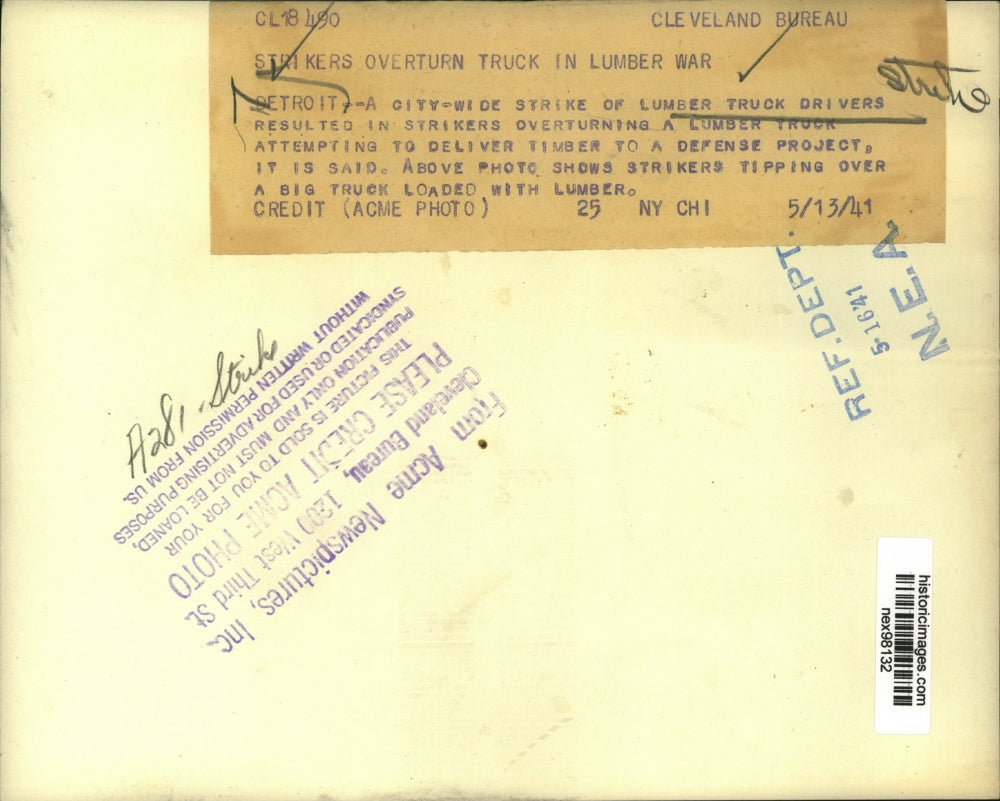 CL18490 CLEVELAND BUREAU
STRIKERS OVERTURN TRUCK IN LUMBER WAR
strike
DETROIT,-A CITY-WIDE STRIKE OF LUMBER TRUCK DRIVERS
RESULTED IN STRIKERS OVERTURNING A LUMBER TRUCK
ATTEMPTING TO DELIVER TIMBER TO A DEFENSE PROJECT,
IT IS SAID. ABOVE PHOTO SHOWS STRIKERS TIPPING OVER
A BIG TRUCK LOADED WITH LUMBER.
CREDIT (ACME PHOTO) 25 NY CHI 5/13/41
REF. DEPT.
5-16'41
N.E.A.
A281 - Strike
From Acme Newspictures, Inc.
Cleveland Bureau, 1200 West Third St.
PLEASE CREDIT ACME PHOTO
THIS PICTURE IS SOLD TO YOU FOR YOUR
PUBLICATION ONLY AND MUST NOT BE LOANED,
SYNDICATED OR USED FOR ADVERTISING PURPOSES
WITHOUT WRITTEN PERMISSION FROM US.
historicimages.com
nex98132